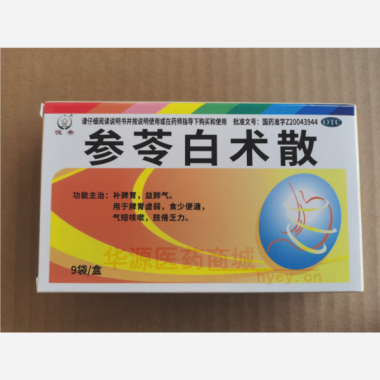 请仔细阅读说明书并按说明使用或在药师指导下购买和使用 批准文号：国药准字Z20043944 OTC
恒帝
参苓白术散
功能主治：补脾胃，益肺气。
用于脾胃虚弱，食少便溏，
气短咳嗽，肢倦乏力。
华源医药商城
hyey.cn
9袋/盒